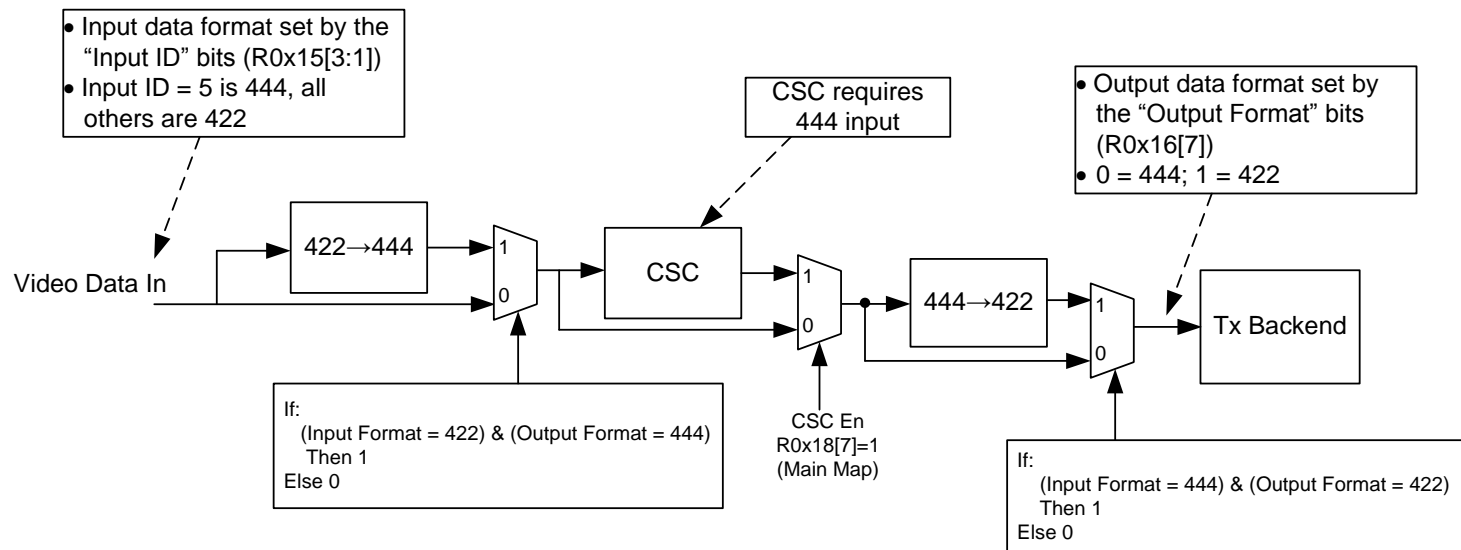 • Input data format set by the
“Input ID” bits (R0x15[3:1])
• Input ID = 5 is 444, all
others are 422
CSC requires
444 input
• Output data format set by
the “Output Format” bits
(R0x16[7])
• 0 = 444; 1 = 422
Video Data In
422→444
1
0
CSC
1
0
444→422
1
0
Tx Backend
If:
(Input Format = 422) & (Output Format = 444)
Then 1
Else 0
CSC En
R0x18[7]=1
(Main Map)
If:
(Input Format = 444) & (Output Format = 422)
Then 1
Else 0